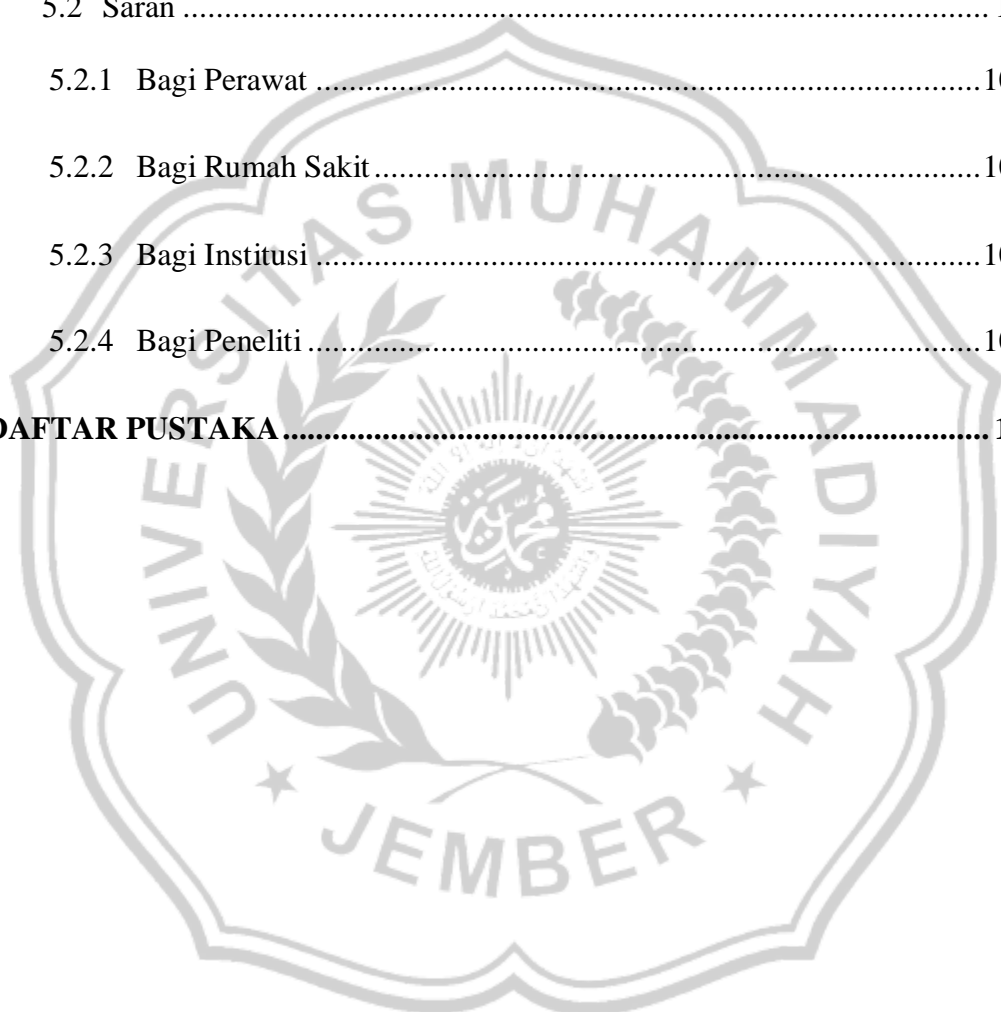 5.2 Saran ........................................................................................................
5.2.1 Bagi Perawat .....................................................................................
5.2.2 Bagi Rumah Sakit .............................................................................
5.2.3 Bagi Institusi .....................................................................................
5.2.4 Bagi Peneliti ......................................................................................
DAFTAR PUSTAKA .........................................................................................
UNIVERSITAS MUHAMMADIYAH
JEMBER